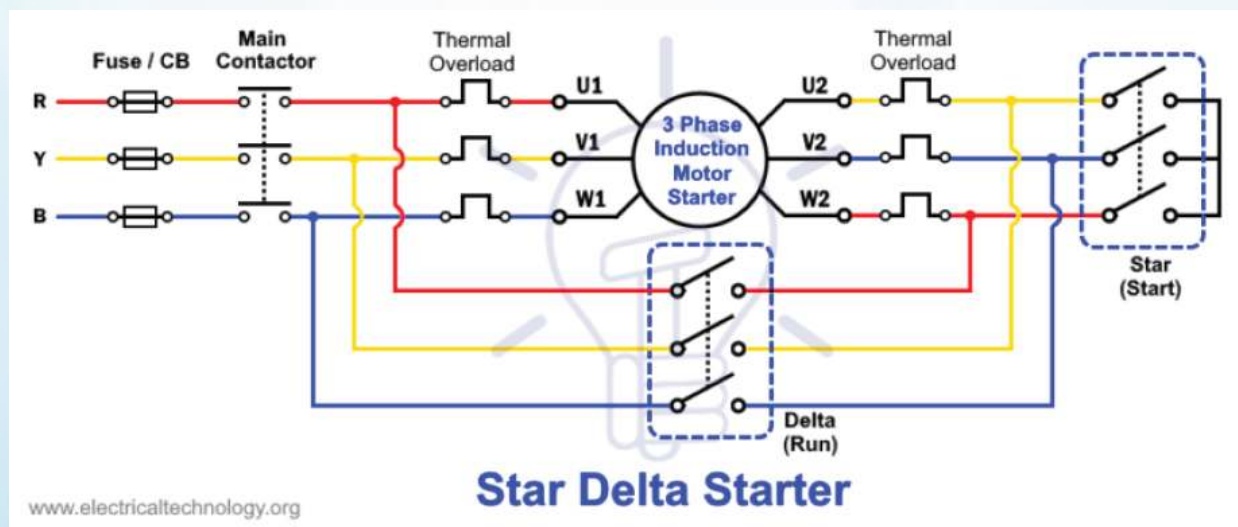 Fuse / CB
Main
Contactor
Thermal
Overload
Thermal
Overload
R
Y
B
U1
V1
W1
3 Phase
Induction
Motor
Starter
U2
V2
W2
Star
(Start)
Delta
(Run)
Star Delta Starter
www.electricaltechnology.org